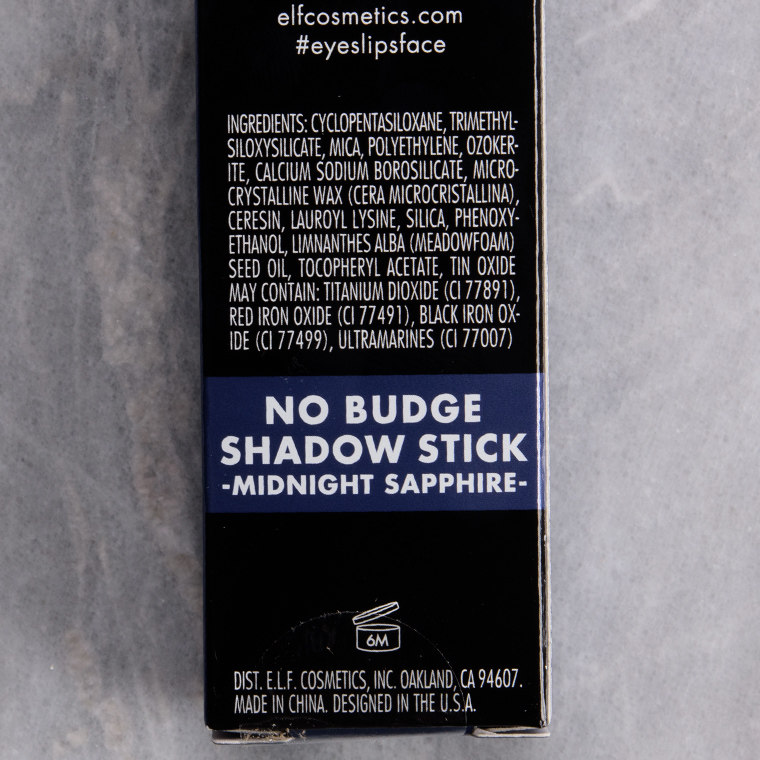 elfcosmetics.com
#eyeslipsface
INGREDIENTS: CYCLOPENTASILOXANE, TRIMETHYL-
SILOXYSILICATE, MICA, POLYETHYLENE, OZOKER-
ITE, CALCIUM SODIUM BOROSILICATE, MICRO-
CRYSTALLINE WAX (CERA MICROCRISTALLINA),
CERESIN, LAUROYL LYSINE, SILICA, PHENOXY-
ETHANOL, LIMNANTHES ALBA (MEADOWFOAM)
SEED OIL, TOCOPHERYL ACETATE, TIN OXIDE
MAY CONTAIN: TITANIUM DIOXIDE (CI 77891),
RED IRON OXIDE (CI 77491), BLACK IRON OX-
IDE (CI 77499), ULTRAMARINES (CI 77007)
NO BUDGE
SHADOW STICK
-MIDNIGHT SAPPHIRE-
6M
DIST. E.L.F. COSMETICS, INC. OAKLAND, CA 94607.
MADE IN CHINA. DESIGNED IN THE U.S.A.